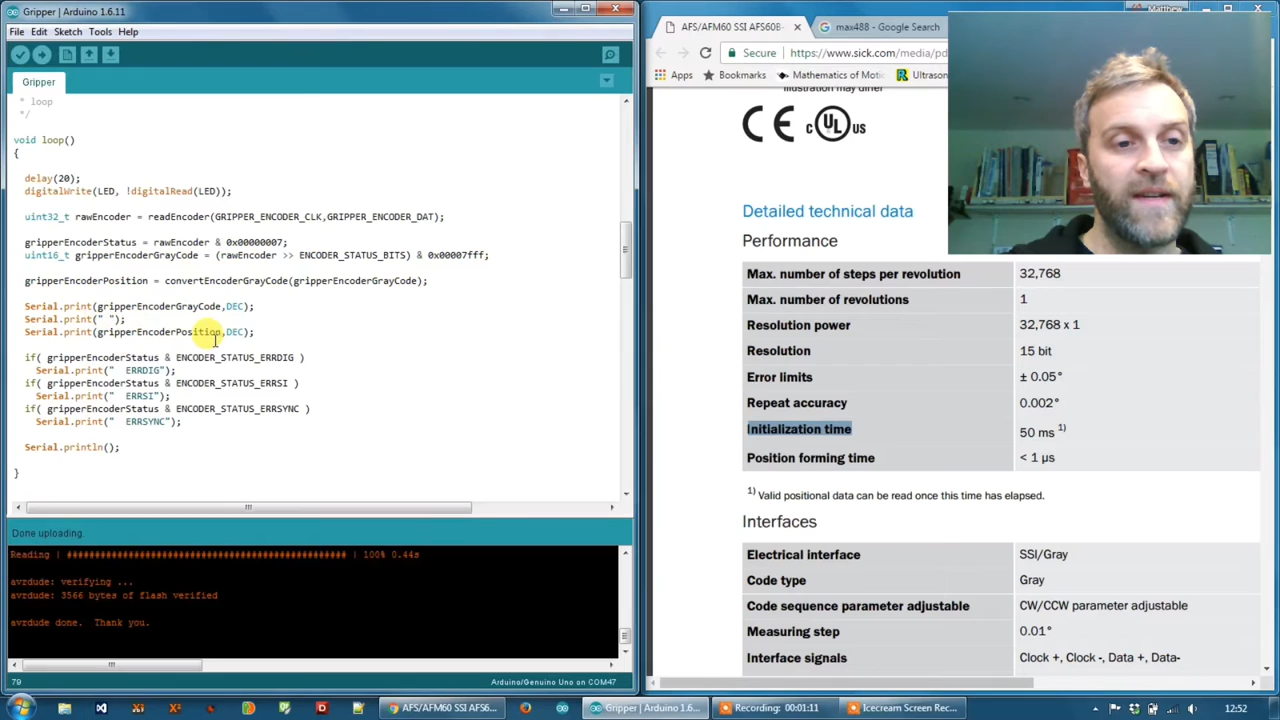 Gripper | Arduino 1.6.11
File Edit Sketch Tools Help
Gripper
* loop
*/
void loop()
{
delay(20);
digitalWrite(LED, !digitalRead(LED));
uint32_t rawEncoder = readEncoder(GRIPPER_ENCODER_CLK,GRIPPER_ENCODER_DAT);
gripperEncoderStatus = rawEncoder & 0x00000007;
uint16_t gripperEncoderGrayCode = (rawEncoder >> ENCODER_STATUS_BITS) & 0x00007fff;
gripperEncoderPosition = convertEncoderGrayCode(gripperEncoderGrayCode);
Serial.print(gripperEncoderGrayCode,DEC);
Serial.print(" ");
Serial.print(gripperEncoderPosition,DEC);
if( gripperEncoderStatus & ENCODER_STATUS_ERRDIG )
Serial.print("  ERRDIG");
if( gripperEncoderStatus & ENCODER_STATUS_ERRSI )
Serial.print("  ERRSI");
if( gripperEncoderStatus & ENCODER_STATUS_ERRSYNC )
Serial.print("  ERRSYNC");
Serial.println();
}
Done uploading.
Reading | ################################################## | 100% 0.44s
avrdude: verifying ...
avrdude: 3566 bytes of flash verified
avrdude done.  Thank you.
79
Arduino/Genuino Uno on COM47
Matthew
AFS/AFM60 SSI AFS60B-
max488 - Google Search
Secure
https://www.sick.com/media/pd
Apps
Bookmarks
Mathematics of Moti
Ultrason
Illustration may differ
CE c UL US
Detailed technical data
Performance
Max. number of steps per revolution 32,768
Max. number of revolutions 1
Resolution power 32,768 x 1
Resolution 15 bit
Error limits ± 0.05°
Repeat accuracy 0.002°
Initialization time 50 ms 1)
Position forming time < 1 µs
1) Valid positional data can be read once this time has elapsed.
Interfaces
Electrical interface SSI/Gray
Code type Gray
Code sequence parameter adjustable CW/CCW parameter adjustable
Measuring step 0.01°
Interface signals Clock +, Clock -, Data +, Data-
AFS/AFM60 SSI AFS6...
Gripper | Arduino 1.6...
Recording: 00:01:11
Icecream Screen Rec...
12:52